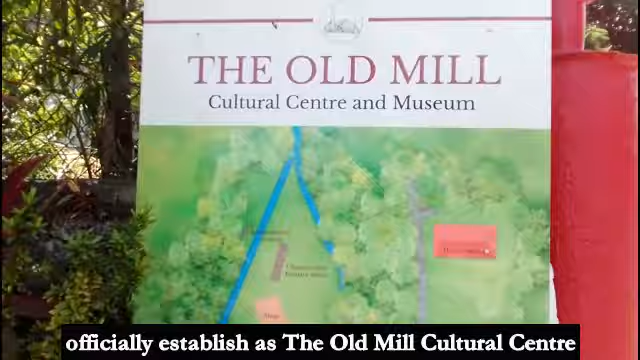 THE OLD MILL
Cultural Centre and Museum
officially establish as The Old Mill Cultural Centre